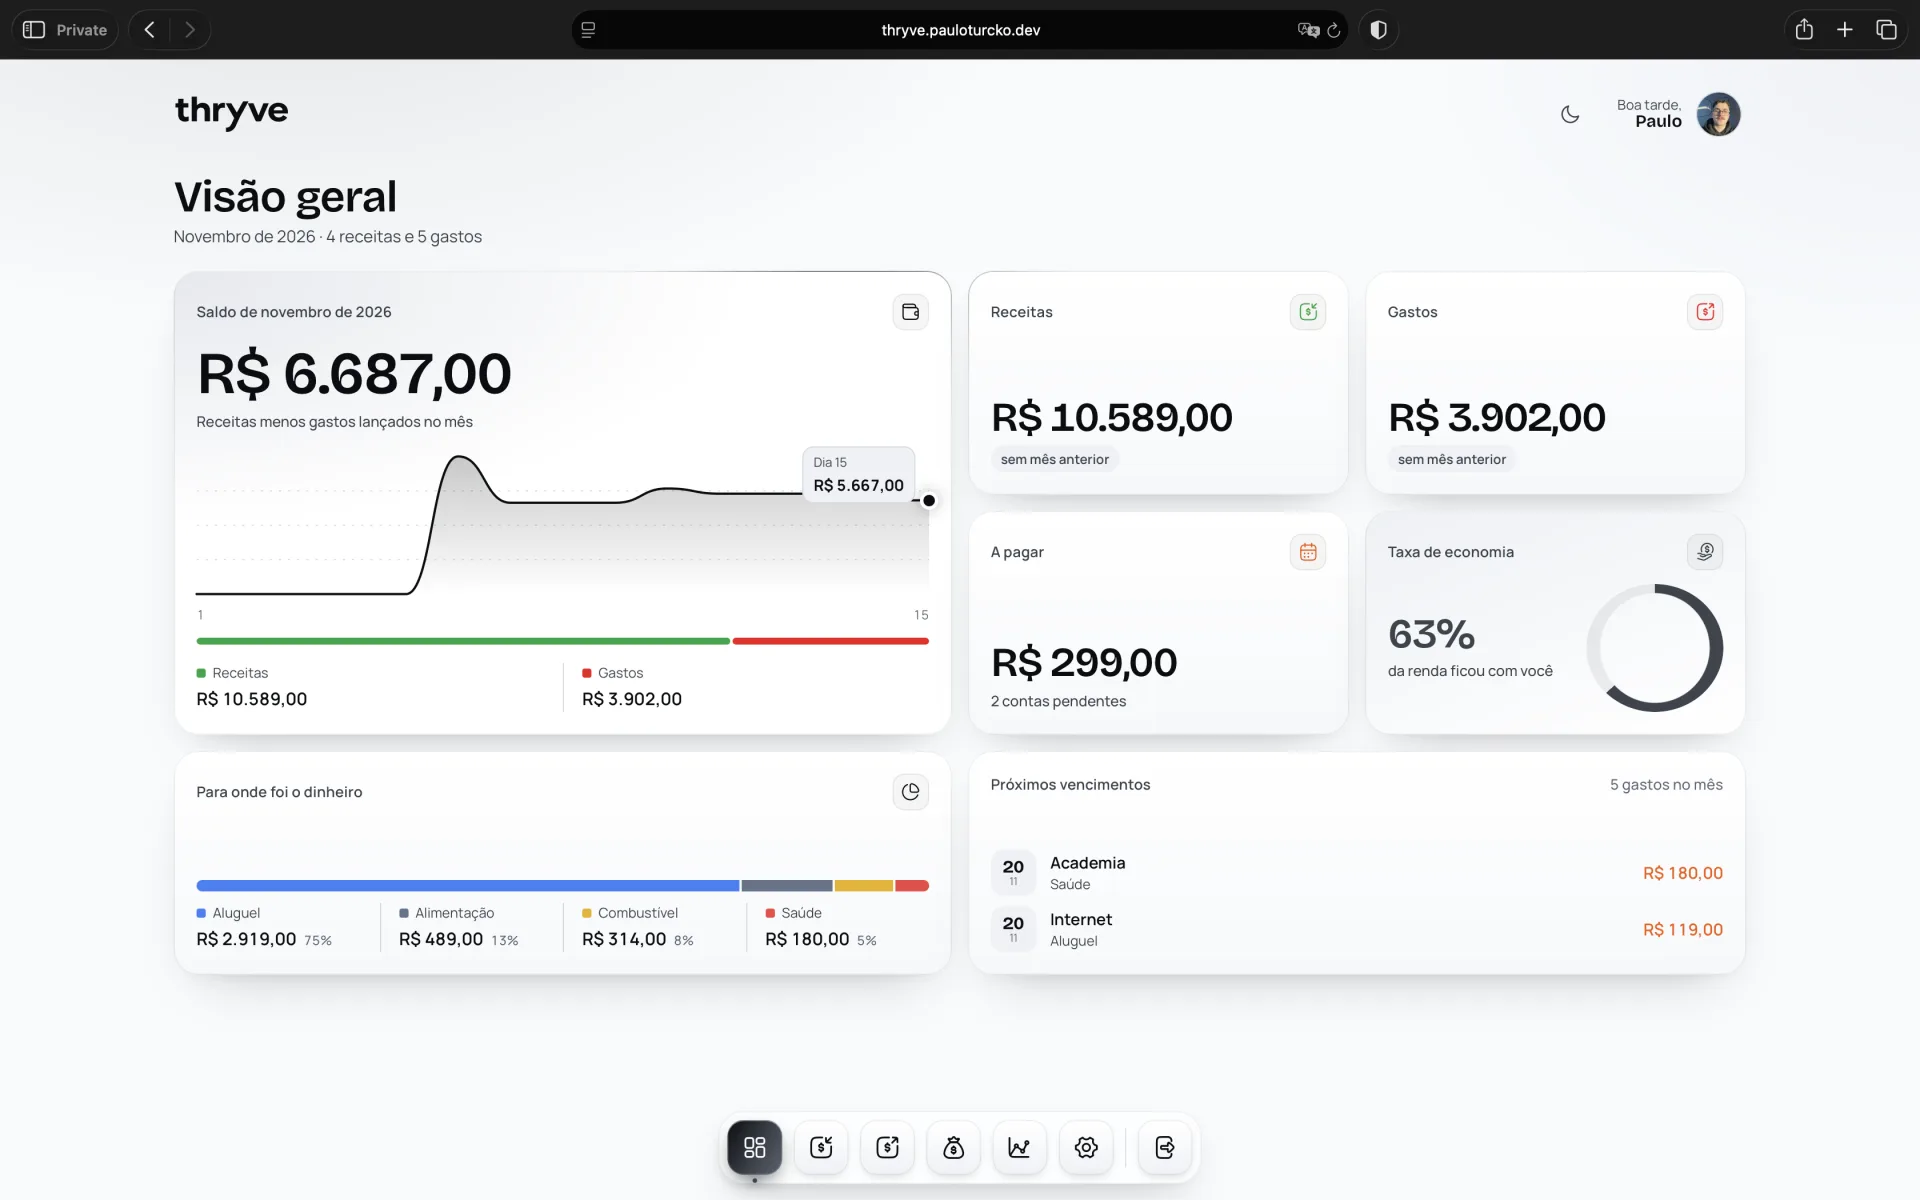 Private
thryve.pauloturcko.dev
thryve
Boa tarde,
Paulo
Visão geral
Novembro de 2026 · 4 receitas e 5 gastos
Saldo de novembro de 2026
R$ 6.687,00
Receitas menos gastos lançados no mês
Dia 15
R$ 5.667,00
1
15
Receitas
R$ 10.589,00
Gastos
R$ 3.902,00
Receitas
R$ 10.589,00
sem mês anterior
Gastos
R$ 3.902,00
sem mês anterior
A pagar
R$ 299,00
2 contas pendentes
Taxa de economia
63%
da renda ficou com você
Para onde foi o dinheiro
Aluguel
R$ 2.919,00 75%
Alimentação
R$ 489,00 13%
Combustível
R$ 314,00 8%
Saúde
R$ 180,00 5%
Próximos vencimentos
5 gastos no mês
20
11
Academia
Saúde
R$ 180,00
20
11
Internet
Aluguel
R$ 119,00